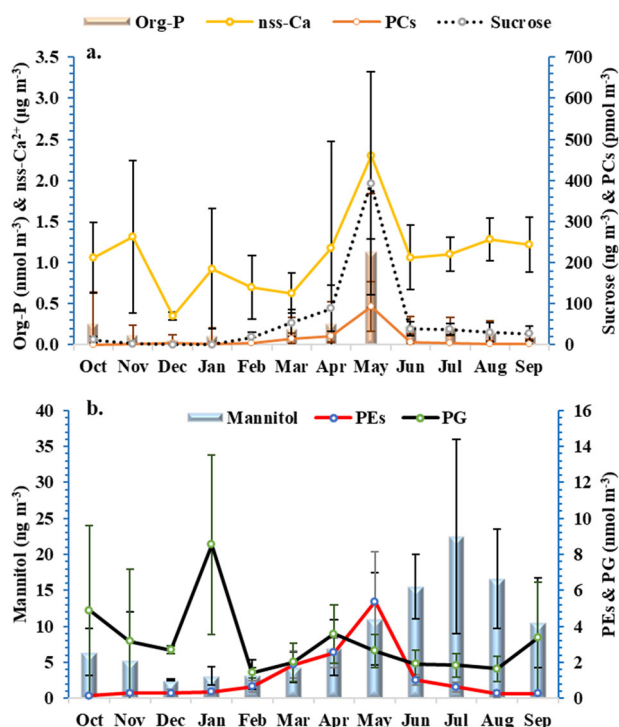 Org-P nss-Ca PCs Sucrose
a.
3.5 700
3.0 600
2.5 500
2.0 400
1.5 300
1.0 200
0.5 100
0.0 0
Org-P (nmol m⁻³) & nss-Ca²⁺ (µg m⁻³)
Sucrose (ng m⁻³) & PCs (pmol m⁻³)
Oct Nov Dec Jan Feb Mar Apr May Jun Jul Aug Sep
b.
Mannitol PEs PG
40 16
35 14
30 12
25 10
20 8
15 6
10 4
5 2
0 0
Mannitol (ng m⁻³)
PEs & PG (nmol m⁻³)
Oct Nov Dec Jan Feb Mar Apr May Jun Jul Aug Sep